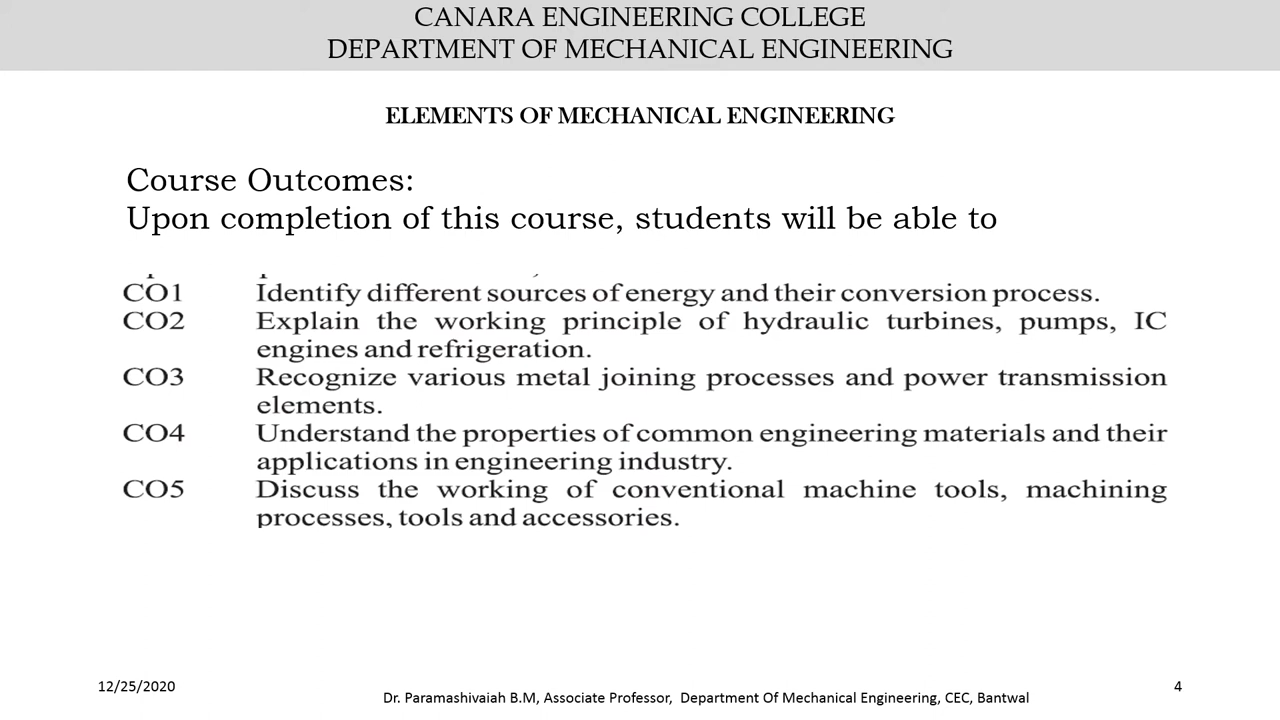 CANARA ENGINEERING COLLEGE
DEPARTMENT OF MECHANICAL ENGINEERING
ELEMENTS OF MECHANICAL ENGINEERING
Course Outcomes:
Upon completion of this course, students will be able to
CO1 Identify different sources of energy and their conversion process.
CO2 Explain the working principle of hydraulic turbines, pumps, IC
engines and refrigeration.
CO3 Recognize various metal joining processes and power transmission
elements.
CO4 Understand the properties of common engineering materials and their
applications in engineering industry.
CO5 Discuss the working of conventional machine tools, machining
processes, tools and accessories.
12/25/2020
Dr. Paramashivaiah B.M, Associate Professor, Department Of Mechanical Engineering, CEC, Bantwal
4